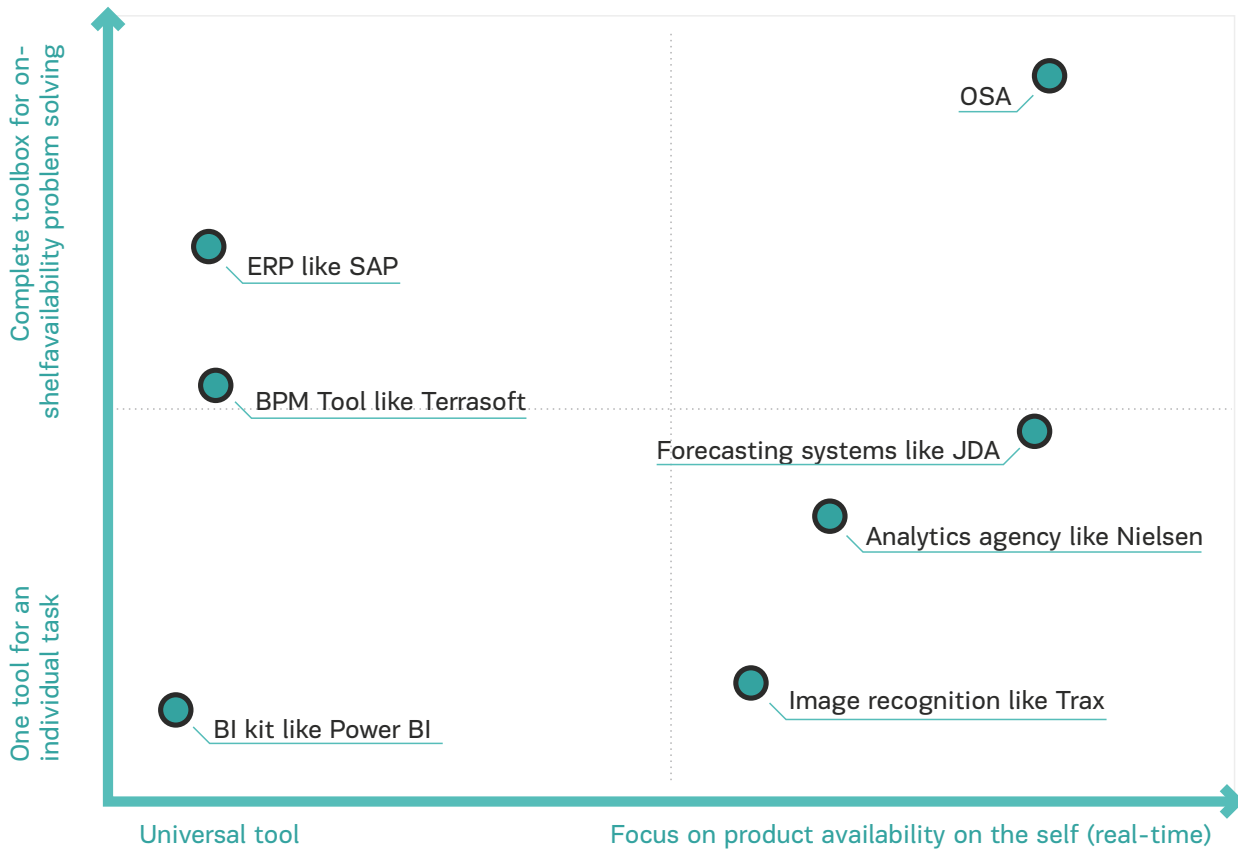 Complete toolbox for on-
shelfavailability problem solving
OSA
ERP like SAP
BPM Tool like Terrasoft
Forecasting systems like JDA
Analytics agency like Nielsen
One tool for an
individual task
Image recognition like Trax
BI kit like Power BI
Universal tool
Focus on product availability on the self (real-time)